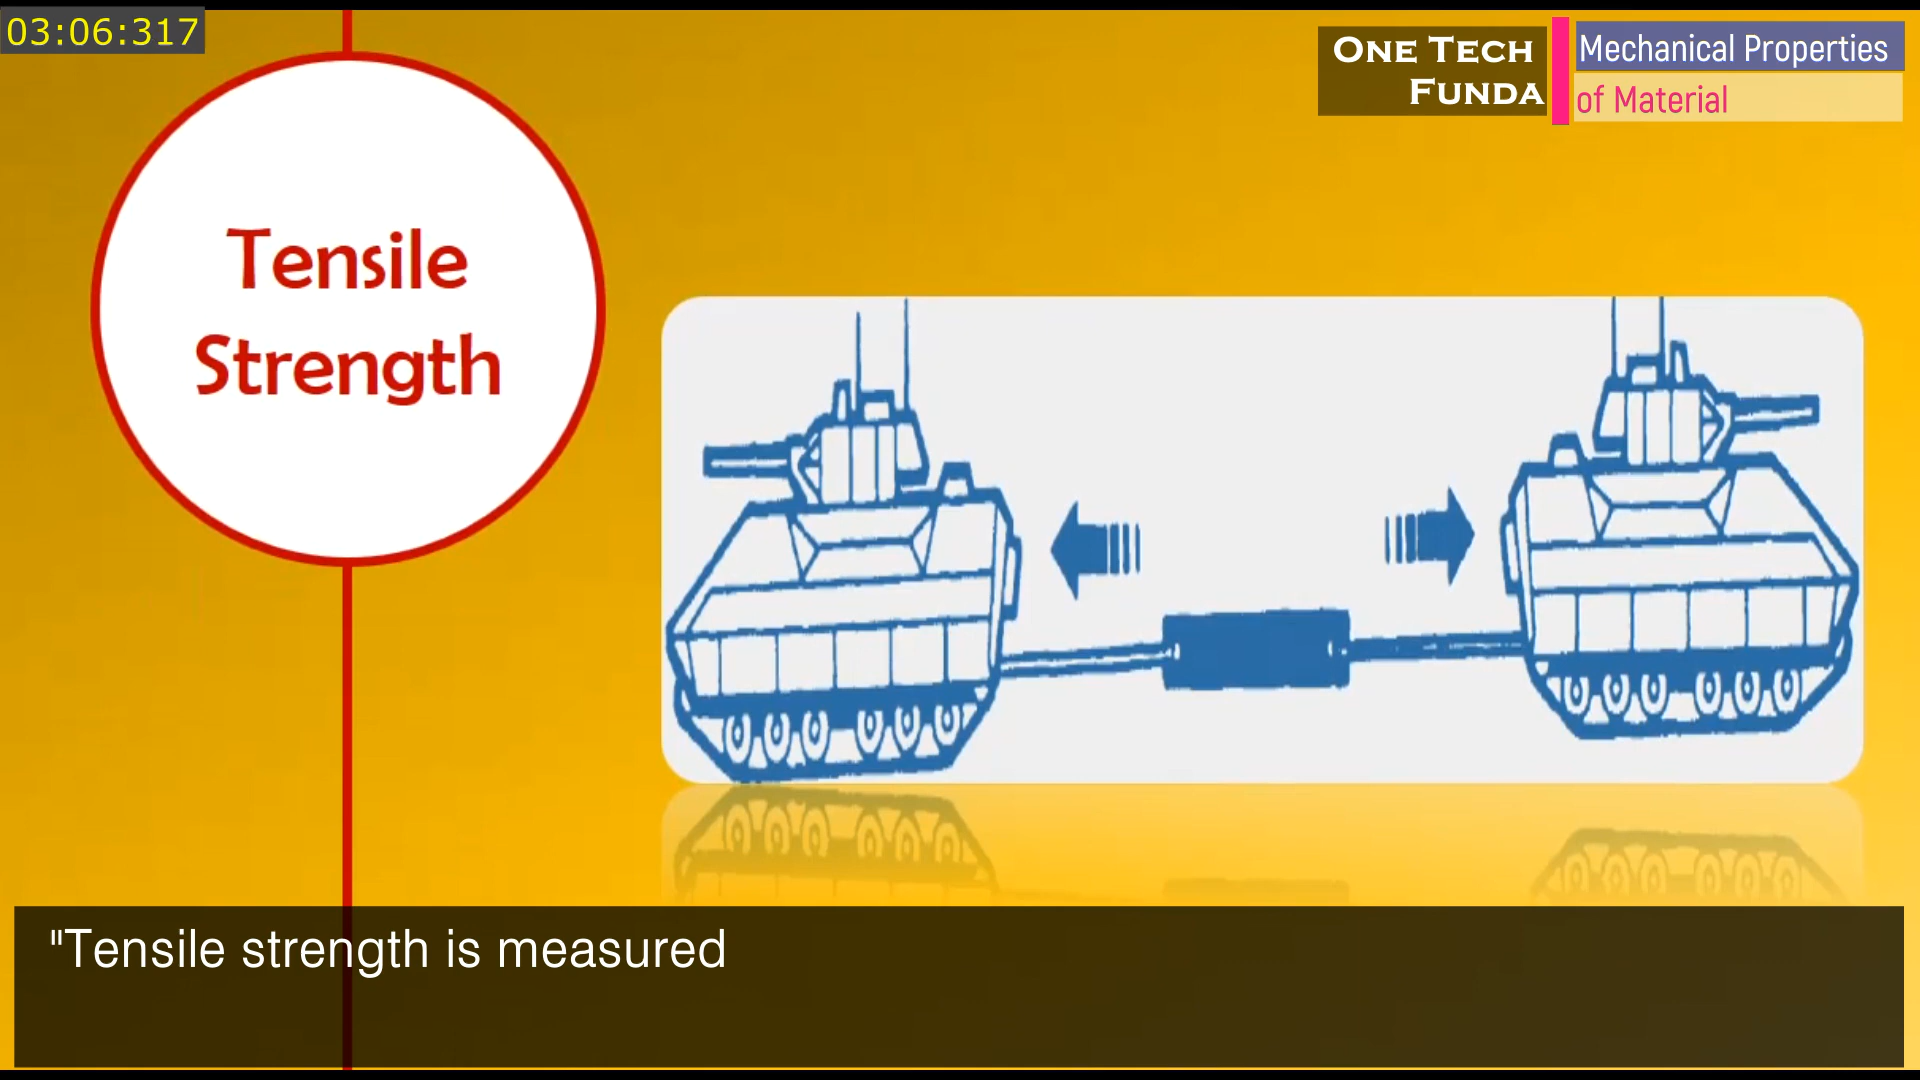 03:06:317
ONE TECH
FUNDA
Mechanical Properties
of Material
Tensile
Strength
"Tensile strength is measured